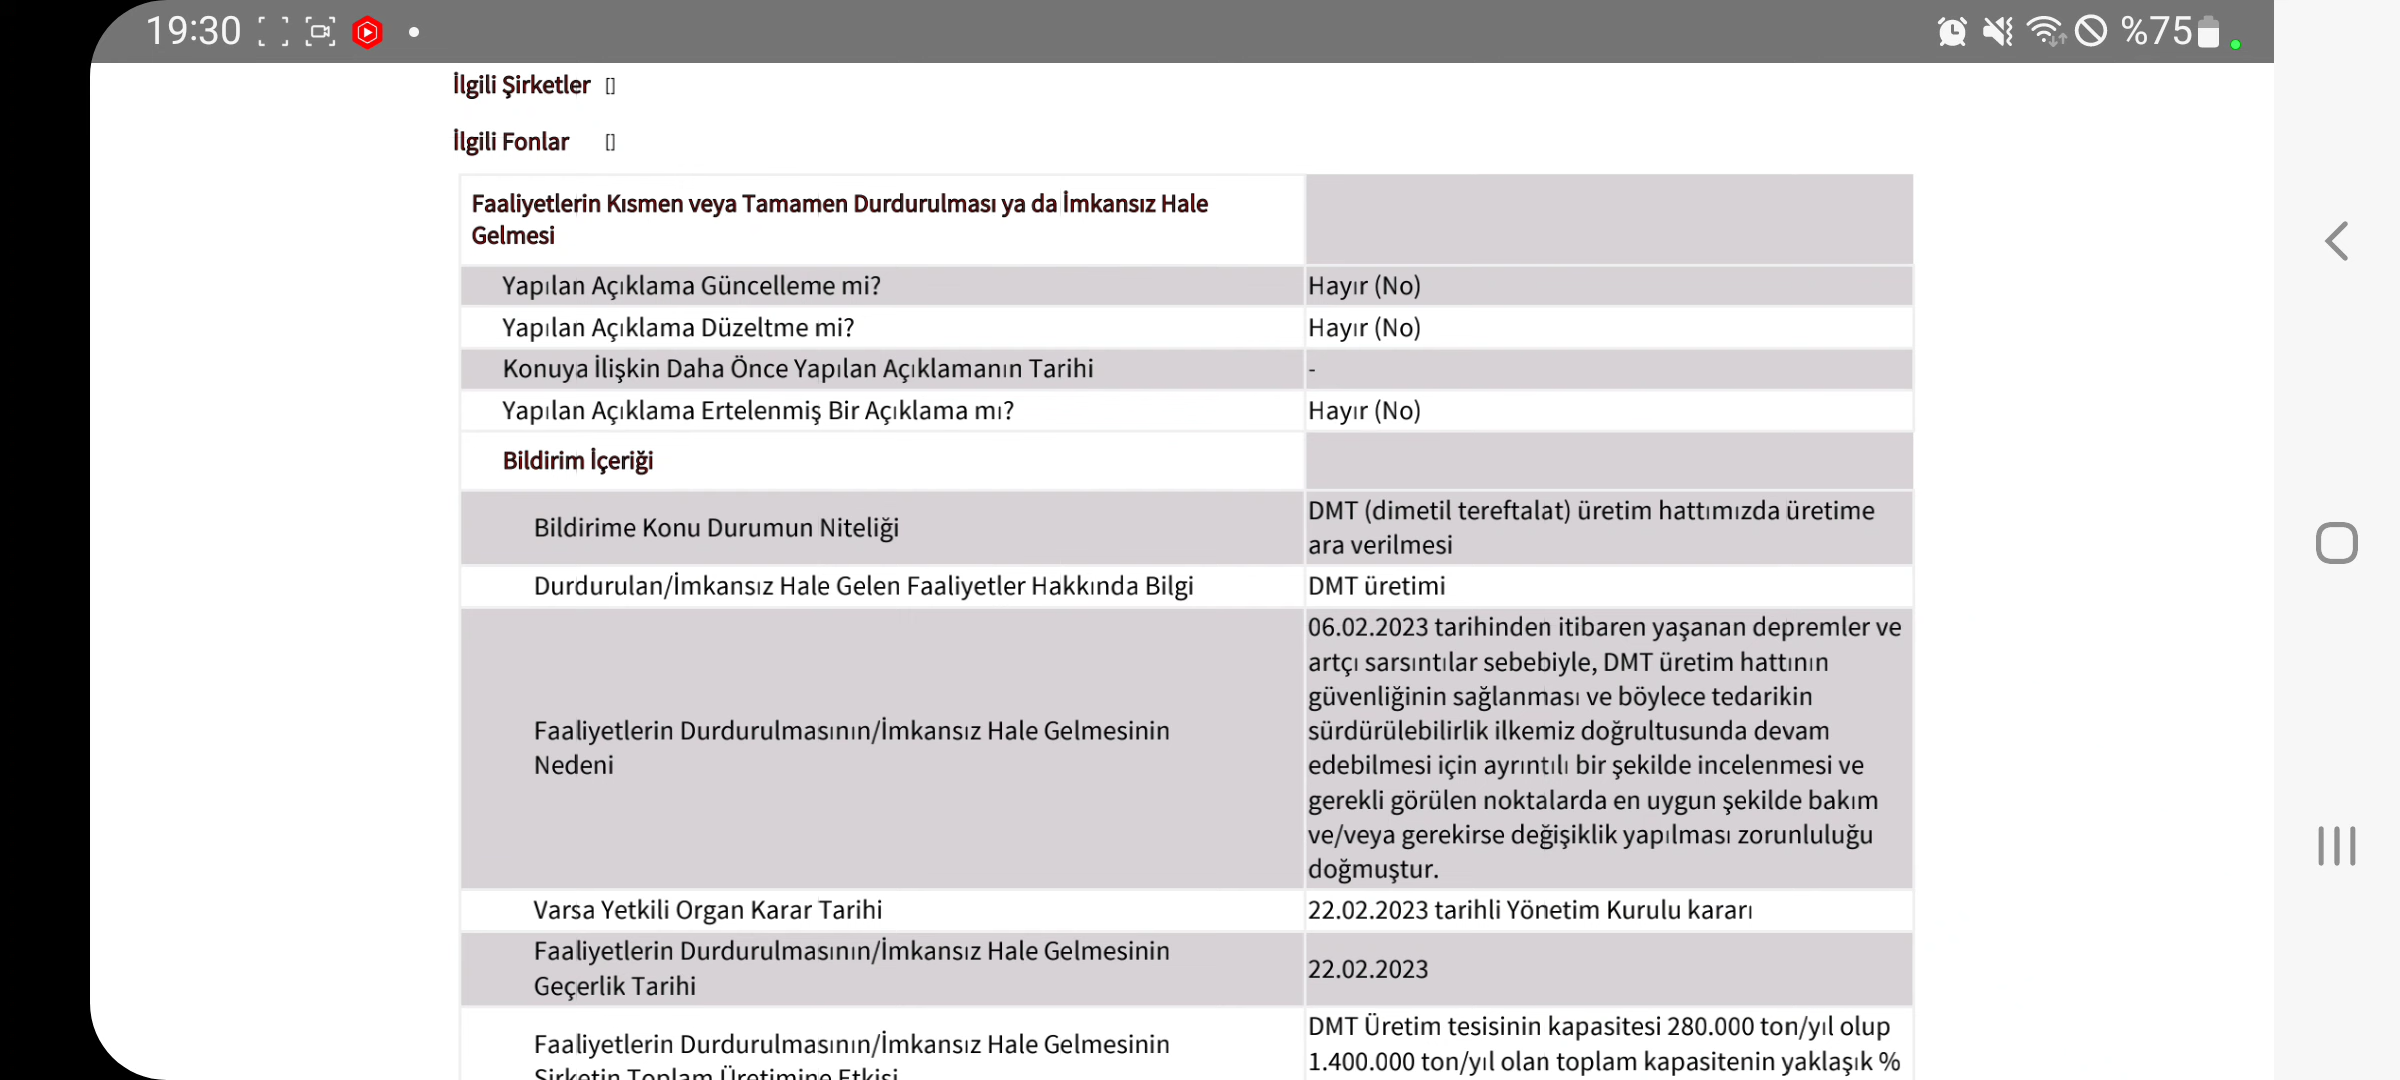 19:30
%75
İlgili Şirketler []
İlgili Fonlar []
Faaliyetlerin Kısmen veya Tamamen Durdurulması ya da İmkansız Hale
Gelmesi
Yapılan Açıklama Güncelleme mi? Hayır (No)
Yapılan Açıklama Düzeltme mi? Hayır (No)
Konuya İlişkin Daha Önce Yapılan Açıklamanın Tarihi -
Yapılan Açıklama Ertelenmiş Bir Açıklama mı? Hayır (No)
Bildirim İçeriği
Bildirime Konu Durumun Niteliği
DMT (dimetil tereftalat) üretim hattımızda üretime
ara verilmesi
Durdurulan/İmkansız Hale Gelen Faaliyetler Hakkında Bilgi DMT üretimi
Faaliyetlerin Durdurulmasının/İmkansız Hale Gelmesinin
Nedeni
06.02.2023 tarihinden itibaren yaşanan depremler ve
artçı sarsıntılar sebebiyle, DMT üretim hattının
güvenliğinin sağlanması ve böylece tedarikin
sürdürülebilirlik ilkemiz doğrultusunda devam
edebilmesi için ayrıntılı bir şekilde incelenmesi ve
gerekli görülen noktalarda en uygun şekilde bakım
ve/veya gerekirse değişiklik yapılması zorunluluğu
doğmuştur.
Varsa Yetkili Organ Karar Tarihi 22.02.2023 tarihli Yönetim Kurulu kararı
Faaliyetlerin Durdurulmasının/İmkansız Hale Gelmesinin
Geçerlik Tarihi
22.02.2023
Faaliyetlerin Durdurulmasının/İmkansız Hale Gelmesinin
Şirketin Toplam Üretimine Etkisi
DMT Üretim tesisinin kapasitesi 280.000 ton/yıl olup
1.400.000 ton/yıl olan toplam kapasitenin yaklaşık %